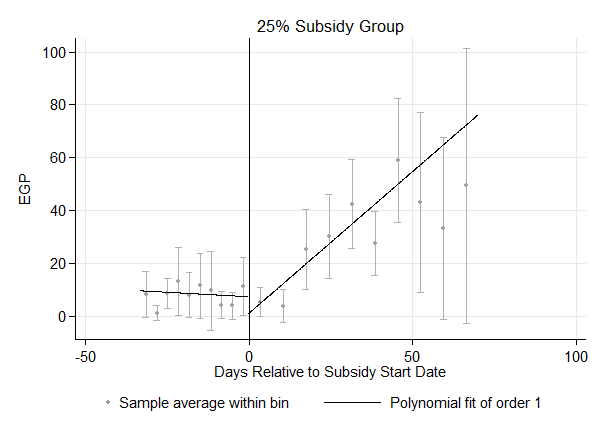 25% Subsidy Group
EGP
100
80
60
40
20
0
-50
0
50
100
Days Relative to Subsidy Start Date
Sample average within bin
Polynomial fit of order 1